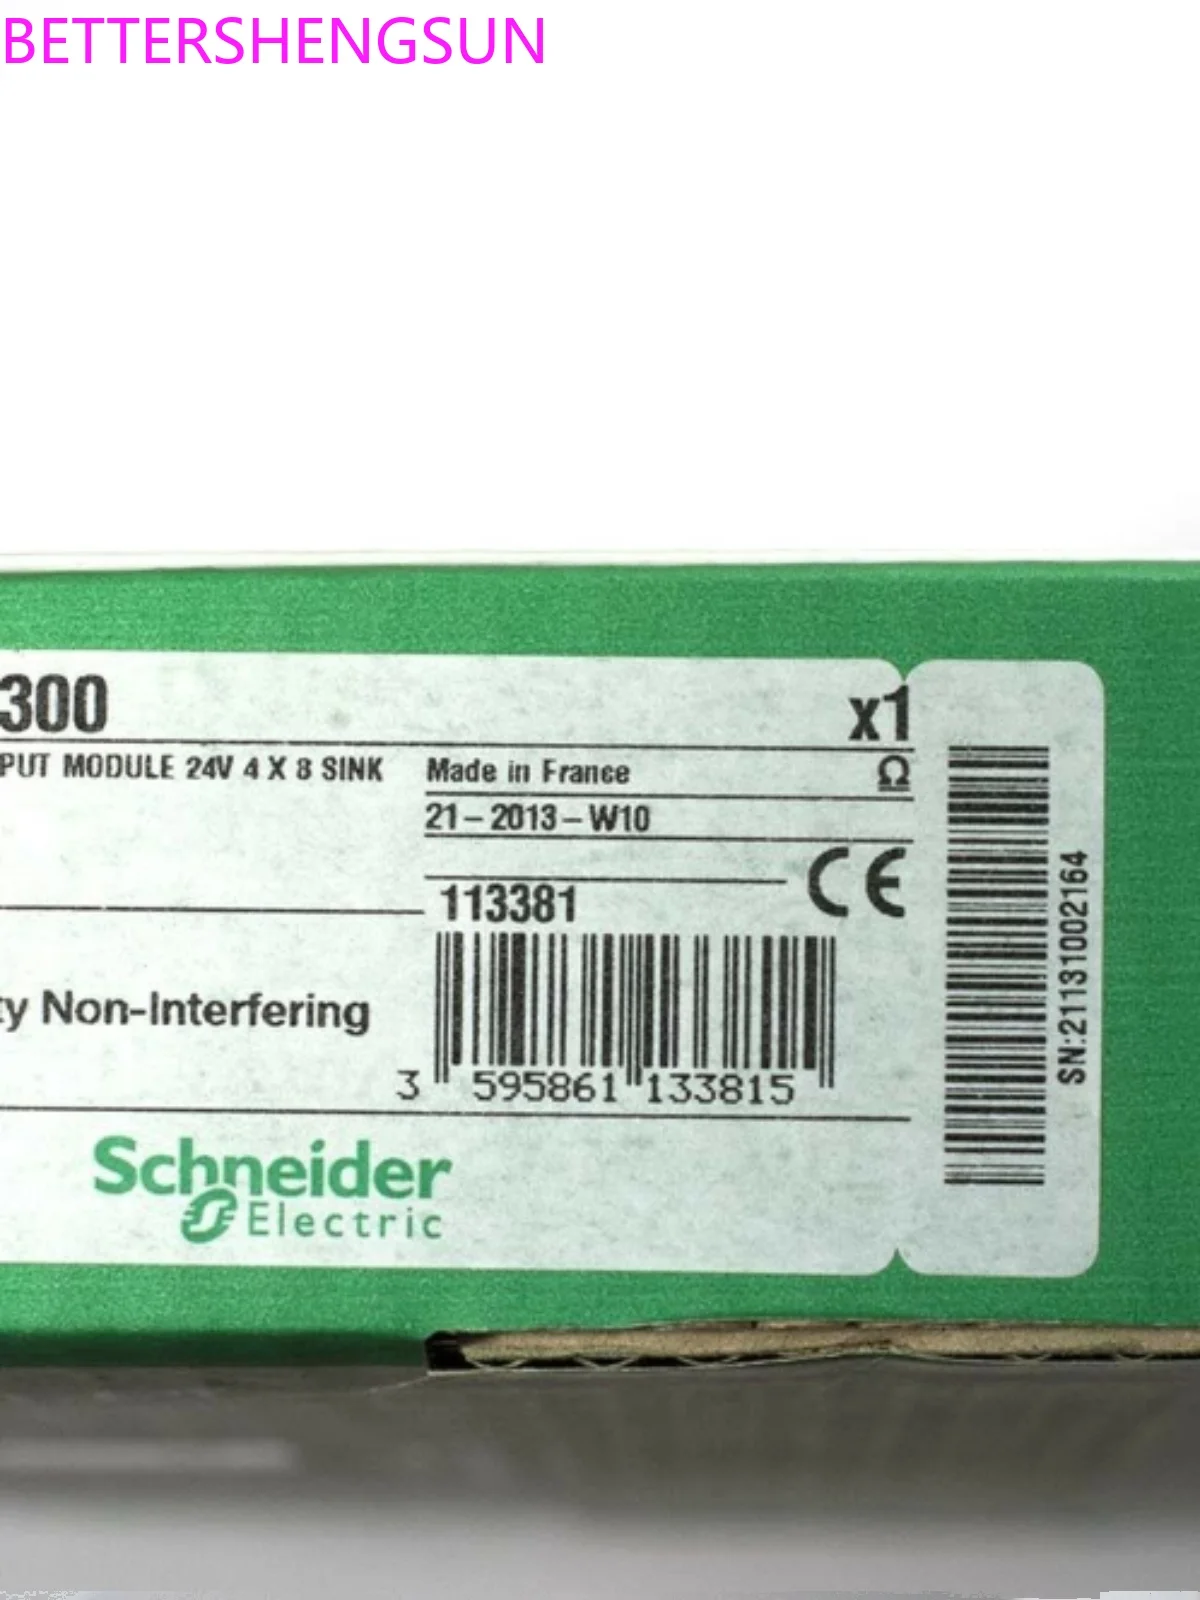 BETTERSHENGSUN
300
x1
PUT MODULE 24V 4 X 8 SINK
Made in France
Ω
21-2013-W10
CE
113381
ty Non-Interfering
3 595861 133815
SN:21131002164
Schneider
Electric